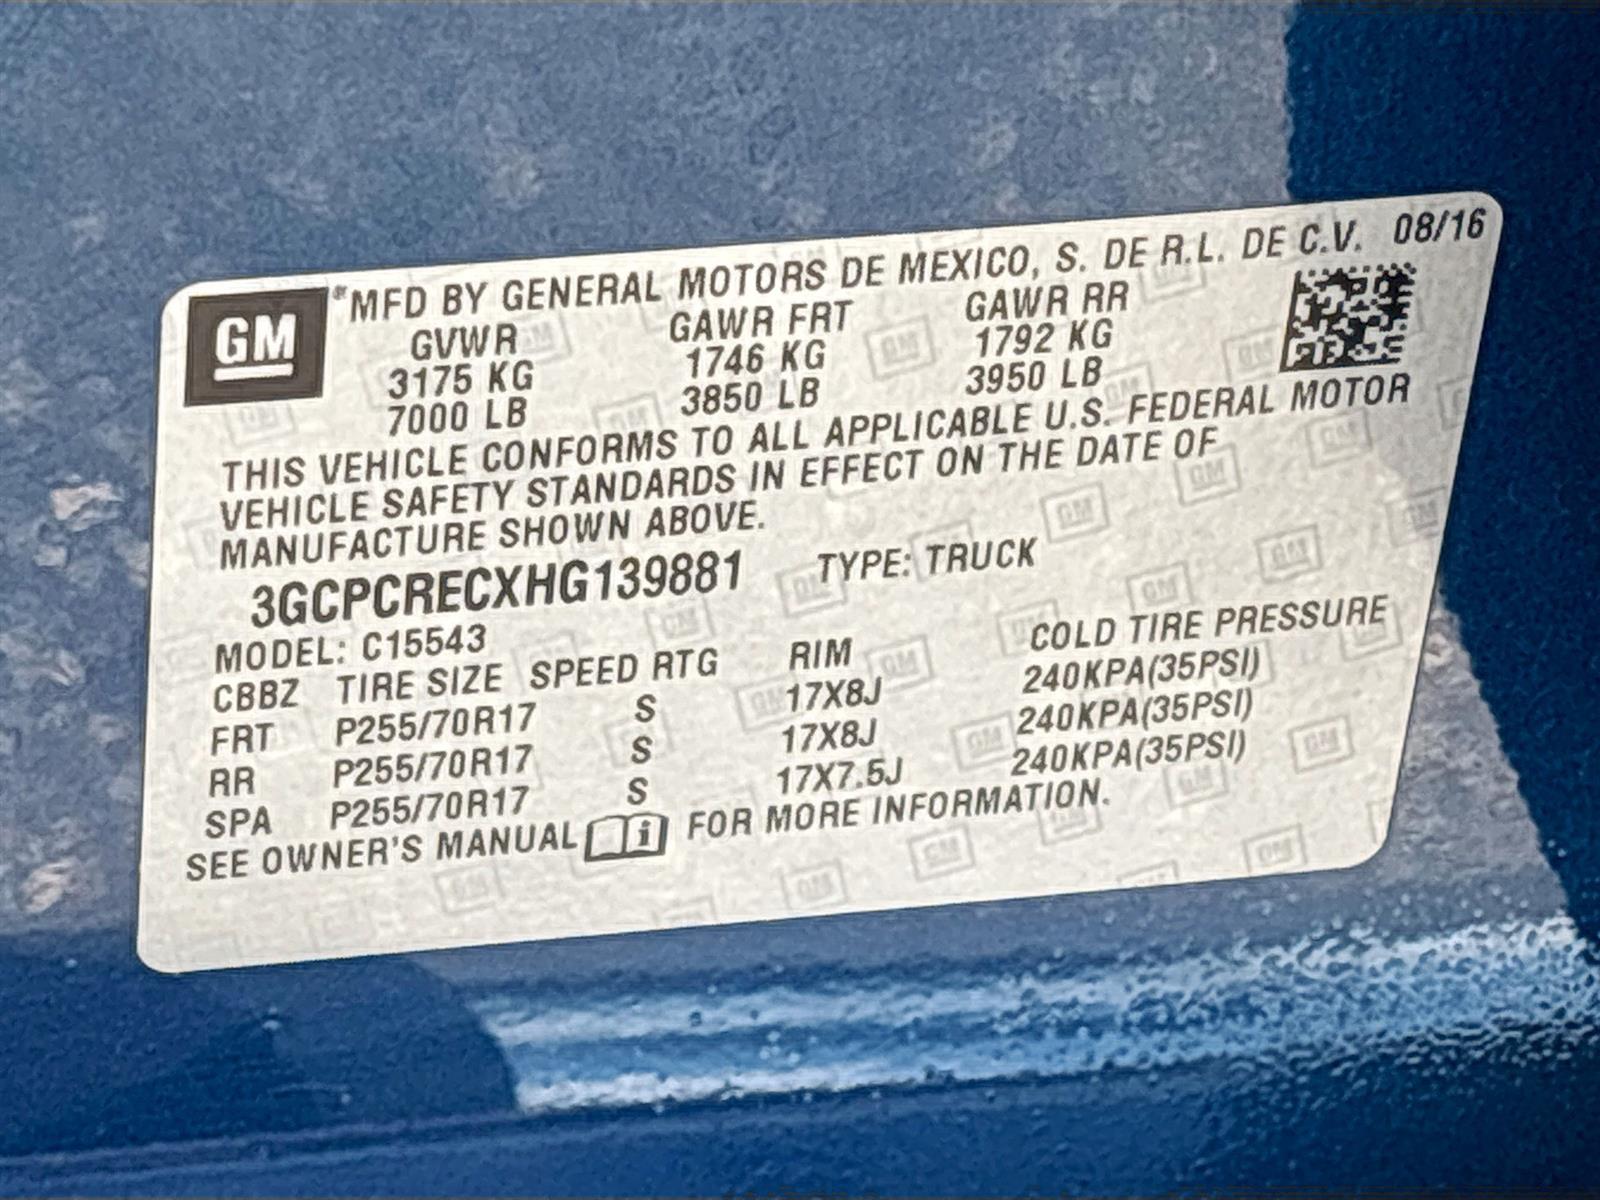 GM
®MFD BY GENERAL MOTORS DE MEXICO, S. DE R.L. DE C.V. 08/16
GVWR GAWR FRT GAWR RR
3175 KG 1746 KG 1792 KG
7000 LB 3850 LB 3950 LB
THIS VEHICLE CONFORMS TO ALL APPLICABLE U.S. FEDERAL MOTOR
VEHICLE SAFETY STANDARDS IN EFFECT ON THE DATE OF
MANUFACTURE SHOWN ABOVE.
3GCPCRECXHG139881 TYPE: TRUCK
MODEL: C15543
CBBZ TIRE SIZE SPEED RTG RIM COLD TIRE PRESSURE
FRT P255/70R17 S 17X8J 240KPA(35PSI)
RR P255/70R17 S 17X8J 240KPA(35PSI)
SPA P255/70R17 S 17X7.5J 240KPA(35PSI)
SEE OWNER'S MANUAL i FOR MORE INFORMATION.